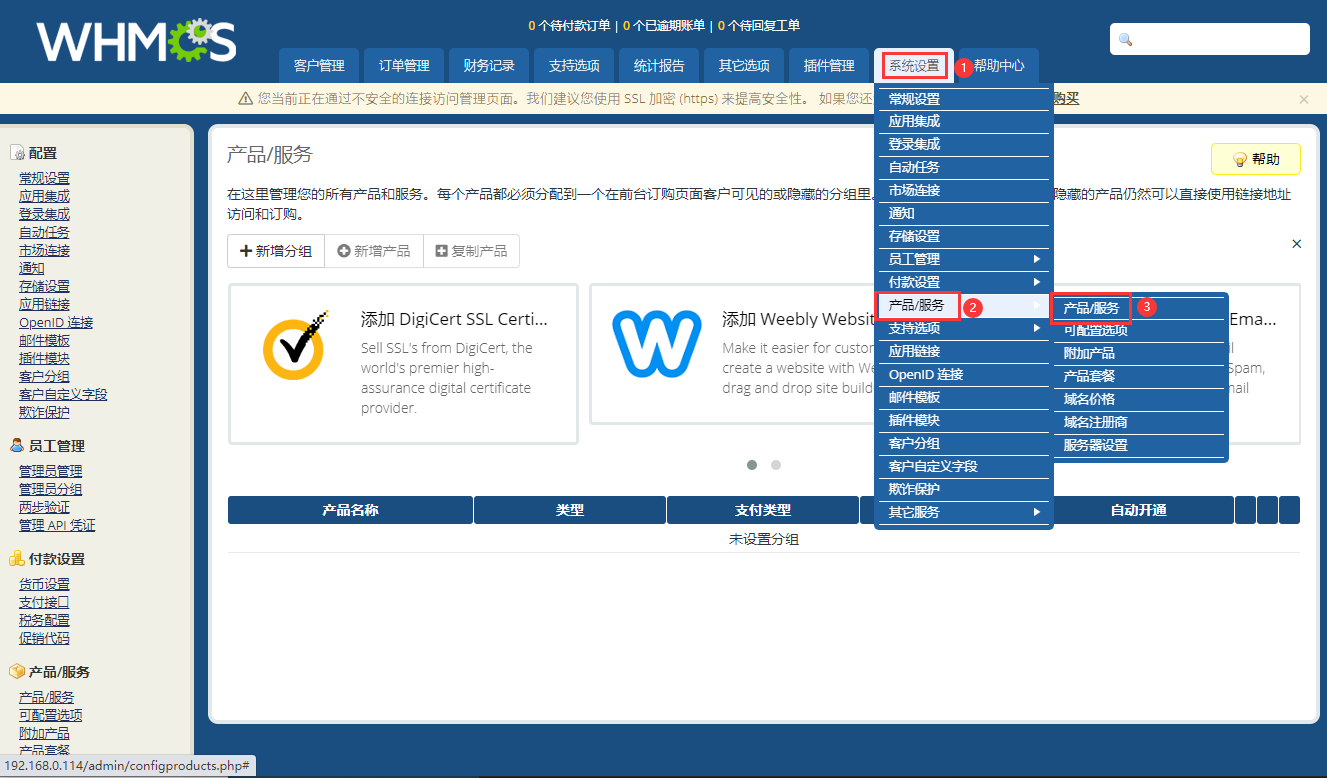 WHMCS
0 个待付款订单 | 0 个已逾期账单 | 0 个待回复工单
客户管理 订单管理 财务记录 支持选项 统计报告 其它选项 插件管理 系统设置 1 帮助中心
您当前正在通过不安全的连接访问管理页面。我们建议您使用 SSL 加密 (https) 来提高安全性。 如果您还 购买
配置
常规设置
应用集成
登录集成
自动任务
市场连接
通知
存储设置
应用链接
OpenID 连接
邮件模板
插件模块
客户分组
客户自定义字段
欺诈保护
员工管理
管理员管理
管理员分组
两步验证
管理 API 凭证
付款设置
货币设置
支付接口
税务配置
促销代码
产品/服务
产品/服务
可配置选项
附加产品
产品套餐
192.168.0.114/admin/configproducts.php#
产品/服务
帮助
在这里管理您的所有产品和服务。每个产品都必须分配到一个在前台订购页面客户可见的或隐藏的分组里。 隐藏的产品仍然可以直接使用链接地址
访问和订购。
新增分组 新增产品 复制产品
添加 DigiCert SSL Certi...
Sell SSL's from DigiCert, the
world's premier high-
assurance digital certificate
provider.
添加 Weebly Websit
Make it easier for custom
create a website with We
drag and drop site build
Ema...
Spam,
mail
产品名称 类型 支付类型 自动开通
未设置分组
常规设置
应用集成
登录集成
自动任务
市场连接
通知
存储设置
员工管理
付款设置
产品/服务 2
支持选项
应用链接
OpenID 连接
邮件模板
插件模块
客户分组
客户自定义字段
欺诈保护
其它服务
产品/服务 3
可配置选项
附加产品
产品套餐
域名价格
域名注册商
服务器设置